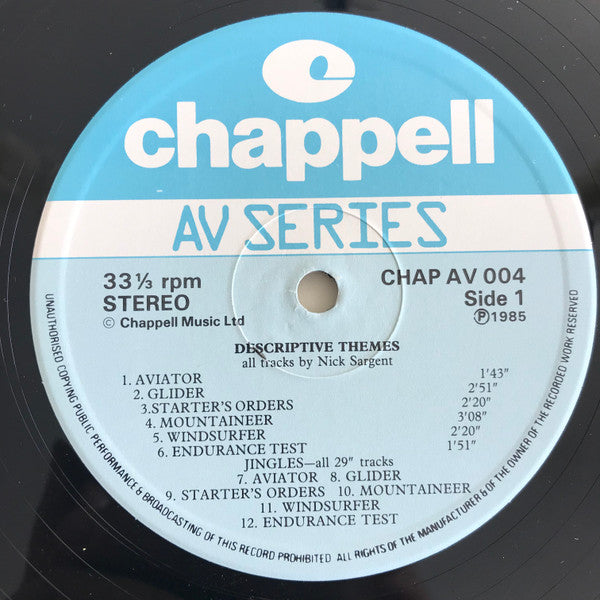 chappell
AV SERIES
33⅓ rpm
STEREO
© Chappell Music Ltd
CHAP AV 004
Side 1
Ⓟ1985
DESCRIPTIVE THEMES
all tracks by Nick Sargent
1. AVIATOR 1'43"
2. GLIDER 2'51"
3.STARTER'S ORDERS 2'20"
4. MOUNTAINEER 3'08"
5. WINDSURFER 2'20"
6. ENDURANCE TEST 1'51"
JINGLES—all 29" tracks
7. AVIATOR 8. GLIDER
9. STARTER'S ORDERS 10. MOUNTAINEER
11. WINDSURFER
12. ENDURANCE TEST
UNAUTHORISED COPYING PUBLIC PERFORMANCE & BROADCASTING OF THIS RECORD PROHIBITED ALL RIGHTS OF THE MANUFACTURER & OF THE OWNER OF THE RECORDED WORK RESERVED